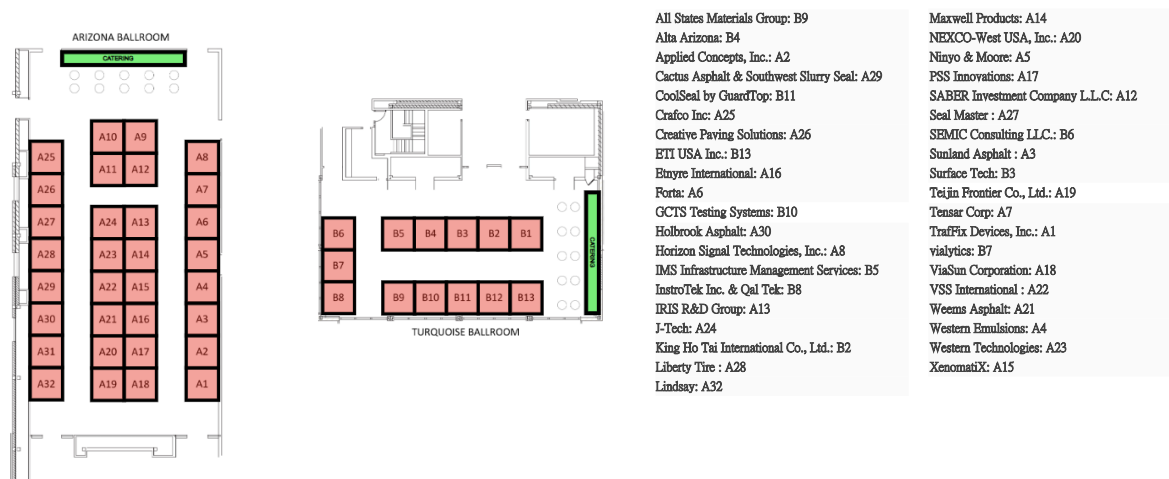 ARIZONA BALLROOM
CATERING
A10 A9
A11 A12
A25
A26
A27
A28
A29
A30
A31
A32
A24 A13
A23 A14
A22 A15
A21 A16
A20 A17
A19 A18
A8
A7
A6
A5
A4
A3
A2
A1
B6
B7
B8
B5 B4 B3 B2 B1
B9 B10 B11 B12 B13
CATERING
TURQUOISE BALLROOM
All States Materials Group: B9
Alta Arizona: B4
Applied Concepts, Inc.: A2
Cactus Asphalt & Southwest Slurry Seal: A29
CoolSeal by GuardTop: B11
Crafco Inc: A25
Creative Paving Solutions: A26
ETI USA Inc.: B13
Etnyre International: A16
Forta: A6
GCTS Testing Systems: B10
Holbrook Asphalt: A30
Horizon Signal Technologies, Inc.: A8
IMS Infrastructure Management Services: B5
InstroTek Inc. & Qal Tek: B8
IRIS R&D Group: A13
J-Tech: A24
King Ho Tai International Co., Ltd.: B2
Liberty Tire : A28
Lindsay: A32
Maxwell Products: A14
NEXCO-West USA, Inc.: A20
Ninyo & Moore: A5
PSS Innovations: A17
SABER Investment Company L.L.C: A12
Seal Master : A27
SEMIC Consulting LLC.: B6
Sunland Asphalt : A3
Surface Tech: B3
Teijin Frontier Co., Ltd.: A19
Tensar Corp: A7
TrafFix Devices, Inc.: A1
vialytics: B7
ViaSun Corporation: A18
VSS International : A22
Weems Asphalt: A21
Western Emulsions: A4
Western Technologies: A23
XenomatiX: A15